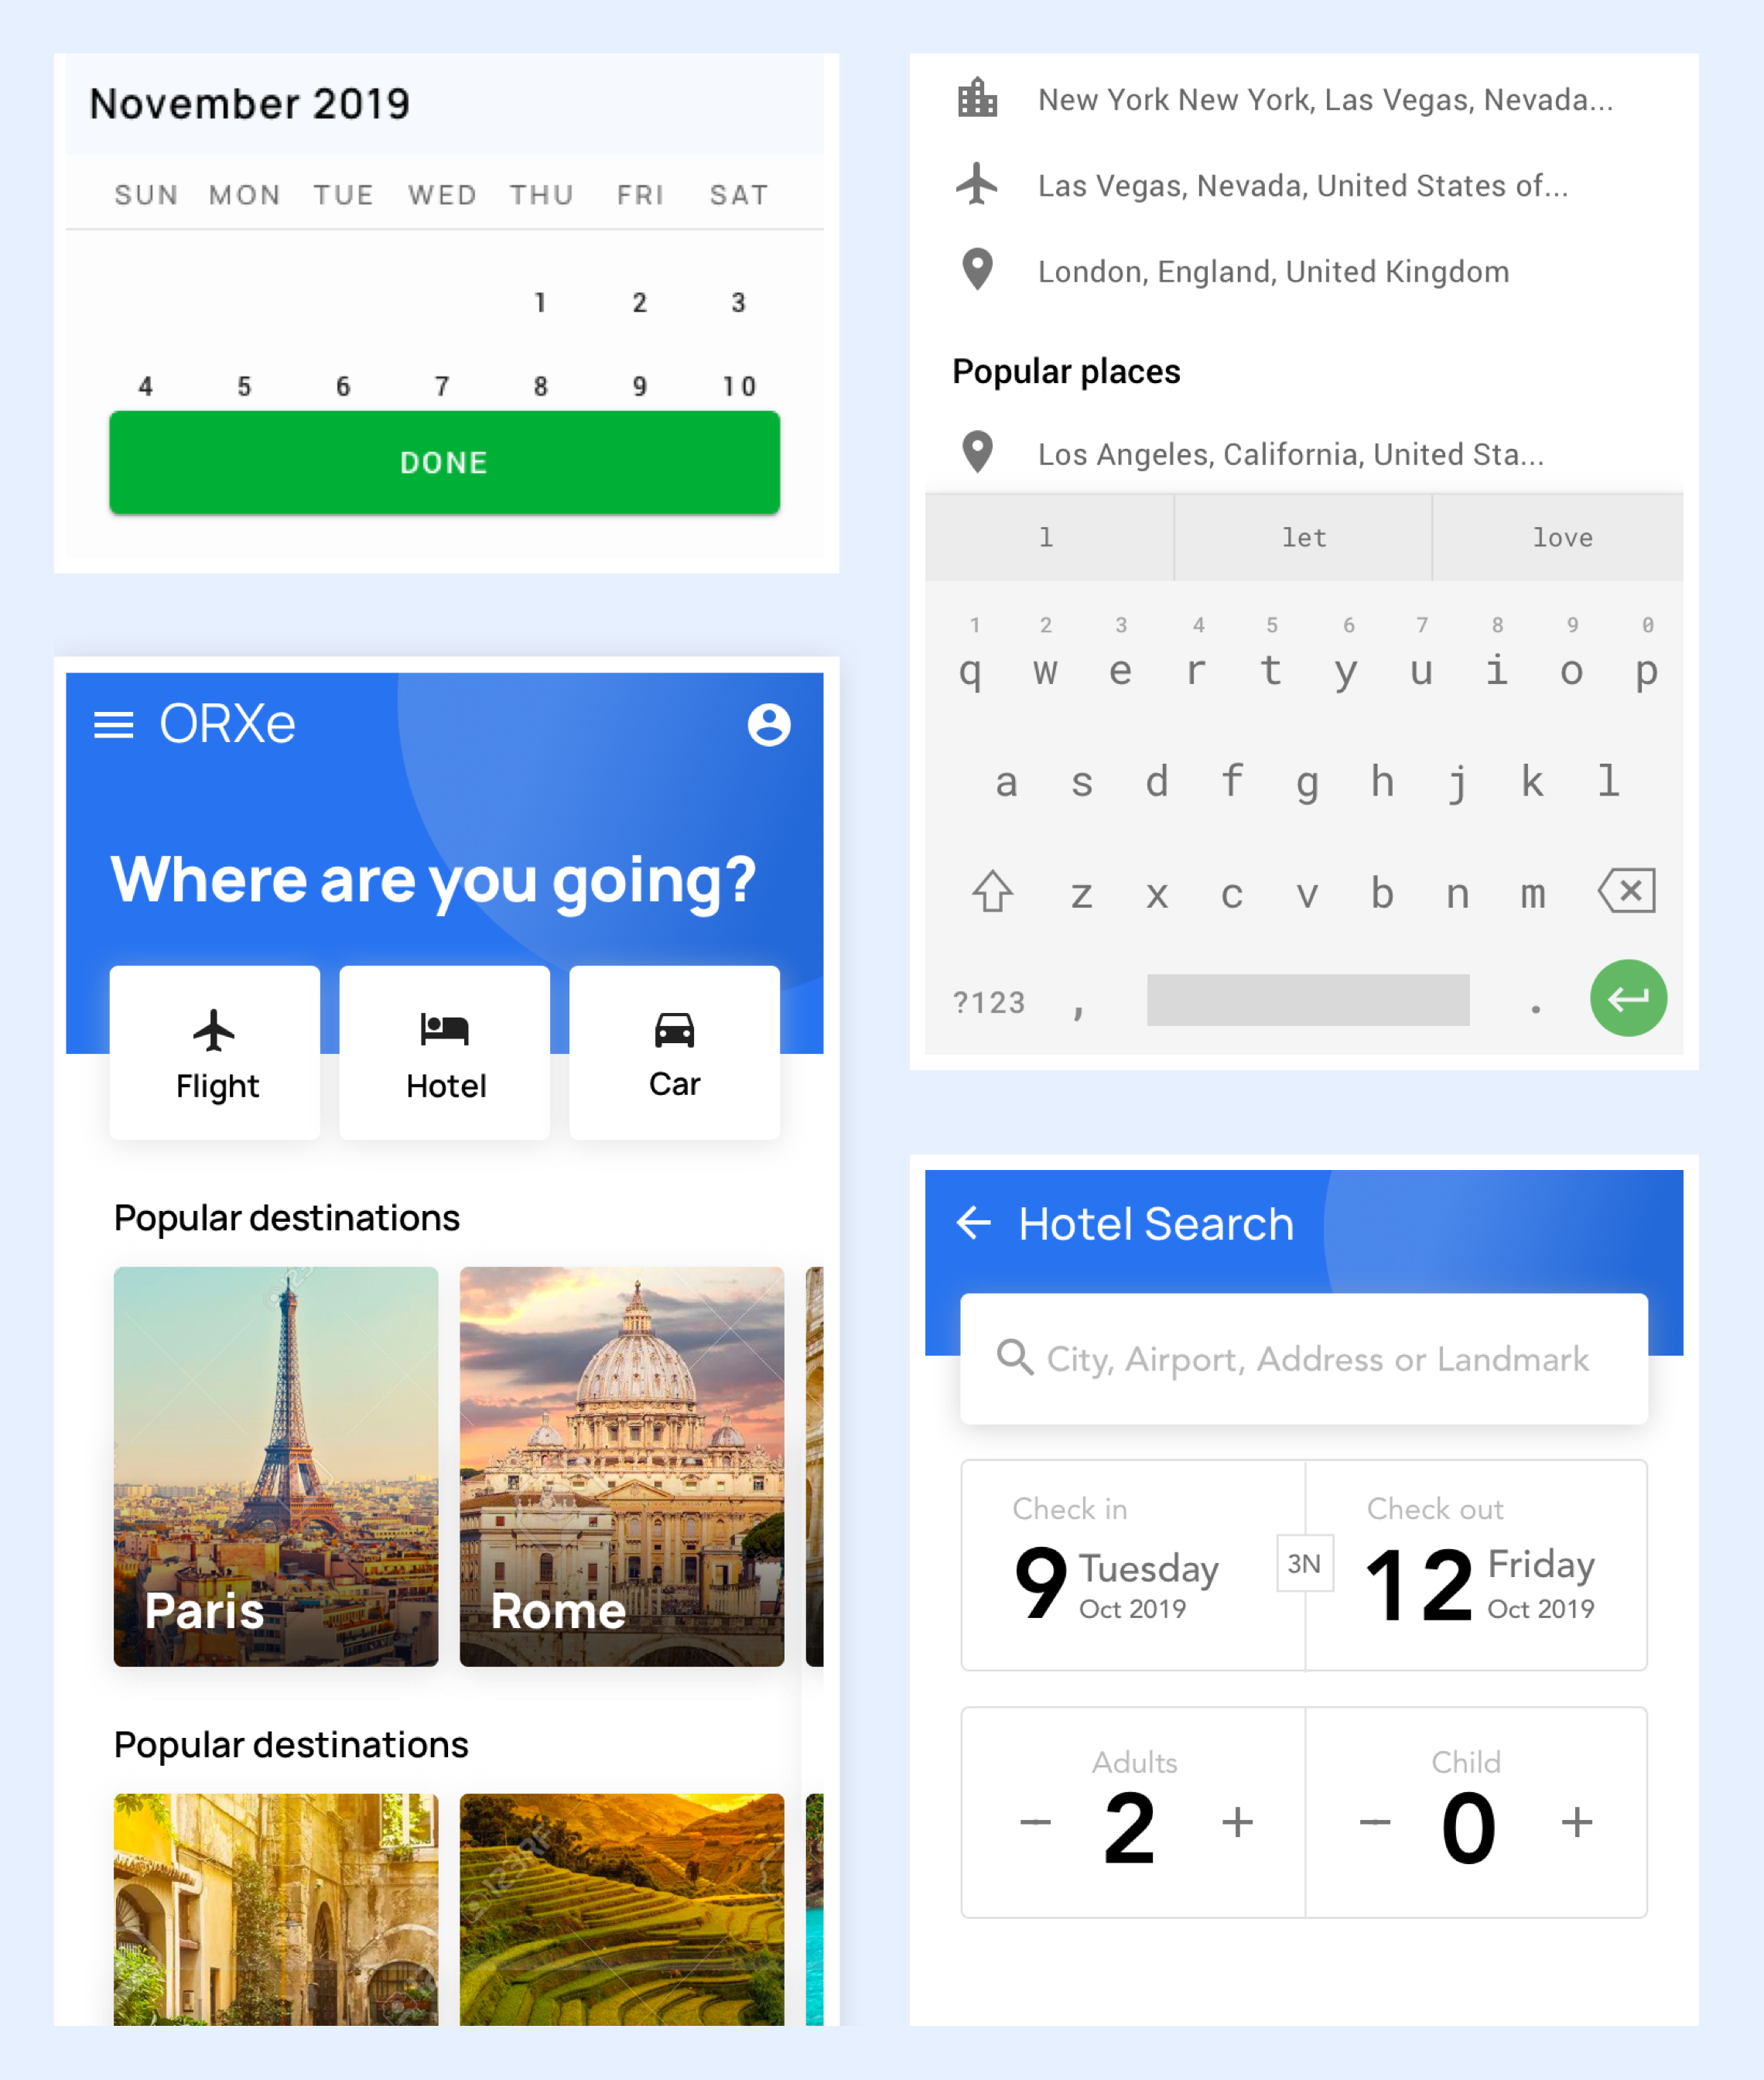 November 2019
SUN MON TUE WED THU FRI SAT
1 2 3
4 5 6 7 8 9 10
DONE
ORXe
Where are you going?
Flight Hotel Car
Popular destinations
Paris Rome
Popular destinations
New York New York, Las Vegas, Nevada...
Las Vegas, Nevada, United States of...
London, England, United Kingdom
Popular places
Los Angeles, California, United Sta...
l let love
1 2 3 4 5 6 7 8 9 0
q w e r t y u i o p
a s d f g h j k l
z x c v b n m
?123 , .
Hotel Search
City, Airport, Address or Landmark
Check in Check out
9 Tuesday 3N 12 Friday
Oct 2019 Oct 2019
Adults Child
− 2 + − 0 +